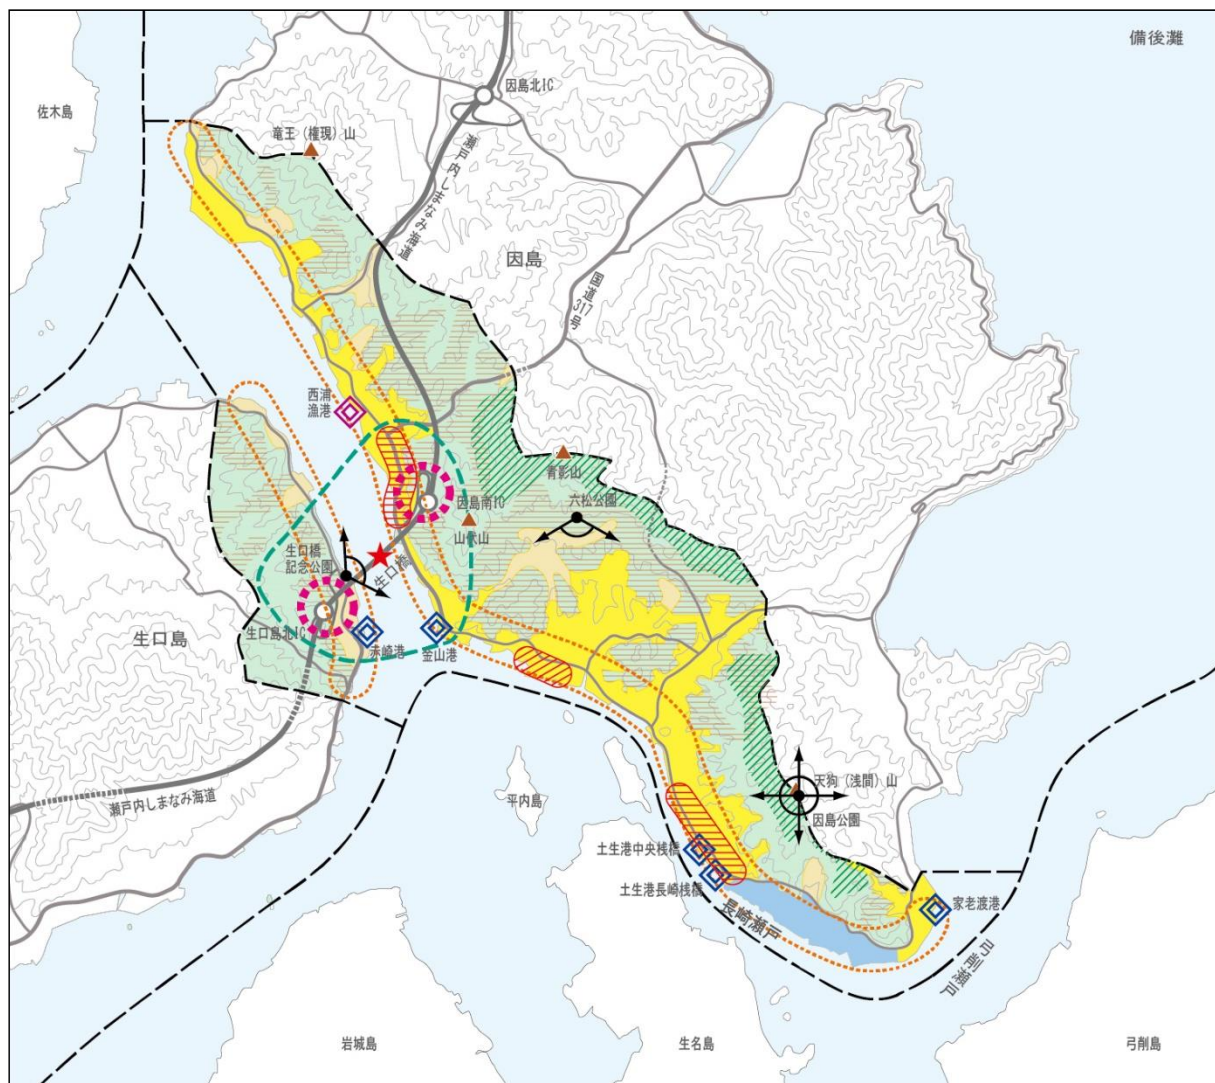 備後灘
因島北IC
佐木島
竜王（権現）山
瀬戸内しまなみ海道
因島
国道317号
西浦
漁港
青影山
因島南IC
六松公園
山伏山
生口橋
記念公園
生口橋
生口島
生口島北IC
赤崎港
金山港
瀬戸内しまなみ海道
平内島
天狗（浅間）山
因島公園
土生港中央桟橋
土生港長崎桟橋
長崎瀬戸
家老渡港
弓削瀬戸
岩城島
生名島
弓削島